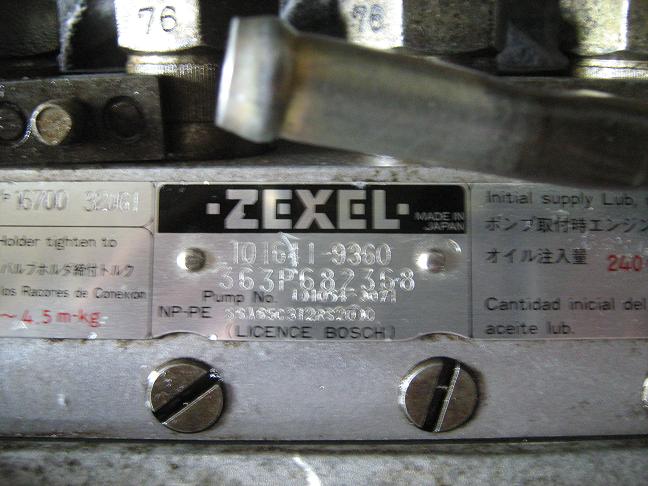 76
76
16700
ZEXEL
MADE IN
JAPAN
Initial supply Lub,
ポンプ取付時エンジン
オイル注入量 240
Cantidad inicial del
aceite lub.
Holder tighten to
バルブホルダ締付トルク
los Racores de Conexion
~ 4.5 m-kg
-9360
363P682368
Pump No.
NP-PE
(LICENCE BOSCH)